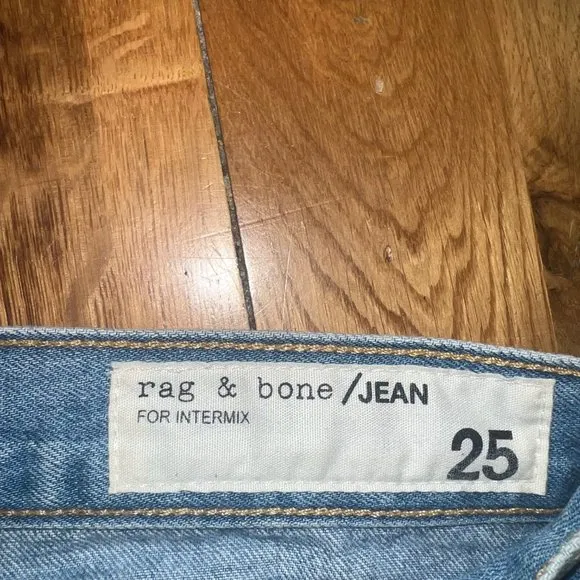 rag & bone/JEAN
FOR INTERMIX
25